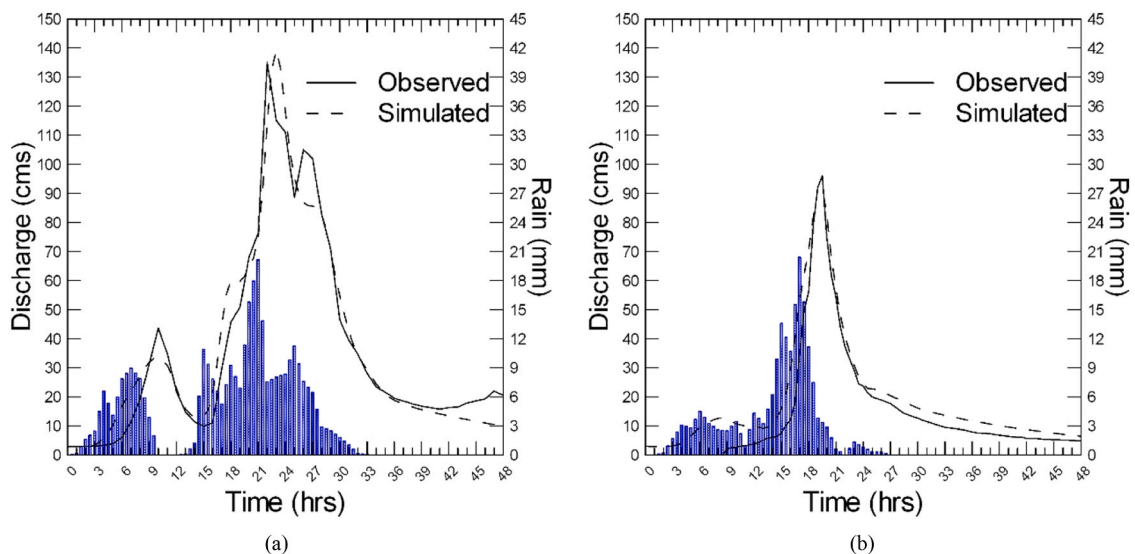 150 45
140 42
130 39
120 36
110 33
100 30
90 27
80 24
70 21
60 18
50 15
40 12
30 9
20 6
10 3
0 0
Discharge (cms)
Rain (mm)
Observed
Simulated
0 3 6 9 12 15 18 21 24 27 30 33 36 39 42 45 48
Time (hrs)
(a)
150 45
140 42
130 39
120 36
110 33
100 30
90 27
80 24
70 21
60 18
50 15
40 12
30 9
20 6
10 3
0 0
Discharge (cms)
Rain (mm)
Observed
Simulated
0 3 6 9 12 15 18 21 24 27 30 33 36 39 42 45 48
Time (hrs)
(b)